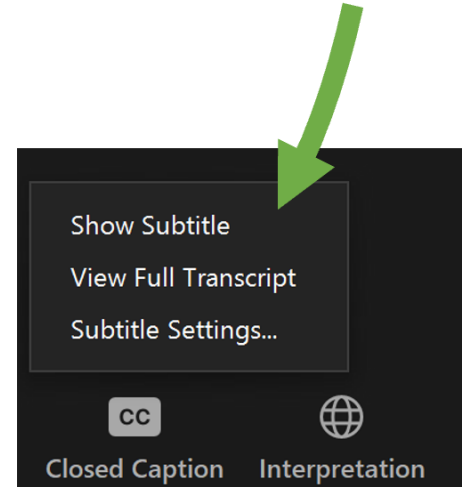 Show Subtitle
View Full Transcript
Subtitle Settings...
CC
Closed Caption Interpretation